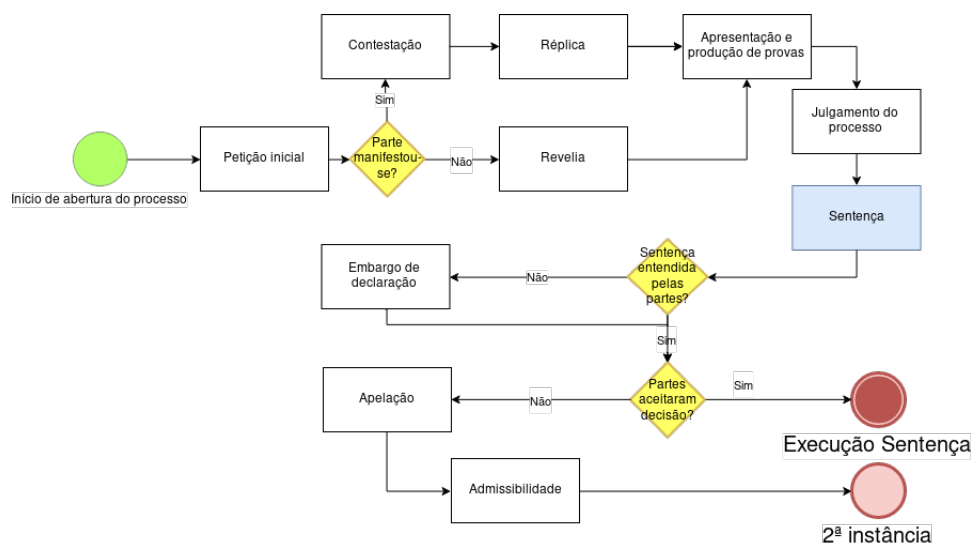 Contestação
Réplica
Apresentação e
produção de provas
Sim
Julgamento do
processo
Petição inicial
Parte
manifestou-
se?
Não
Revelia
Início de abertura do processo
Sentença
Embargo de
declaração
Não
Sentença
entendida
pelas
partes?
Sim
Apelação
Não
Partes
aceitaram
decisão?
Sim
Execução Sentença
Admissibilidade
2ª instância